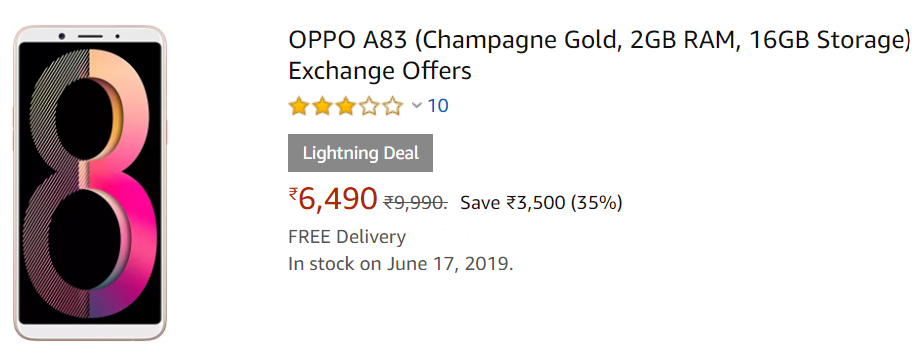 OPPO A83 (Champagne Gold, 2GB RAM, 16GB Storage)
Exchange Offers
10
Lightning Deal
₹6,490 ₹9,990. Save ₹3,500 (35%)
FREE Delivery
In stock on June 17, 2019.